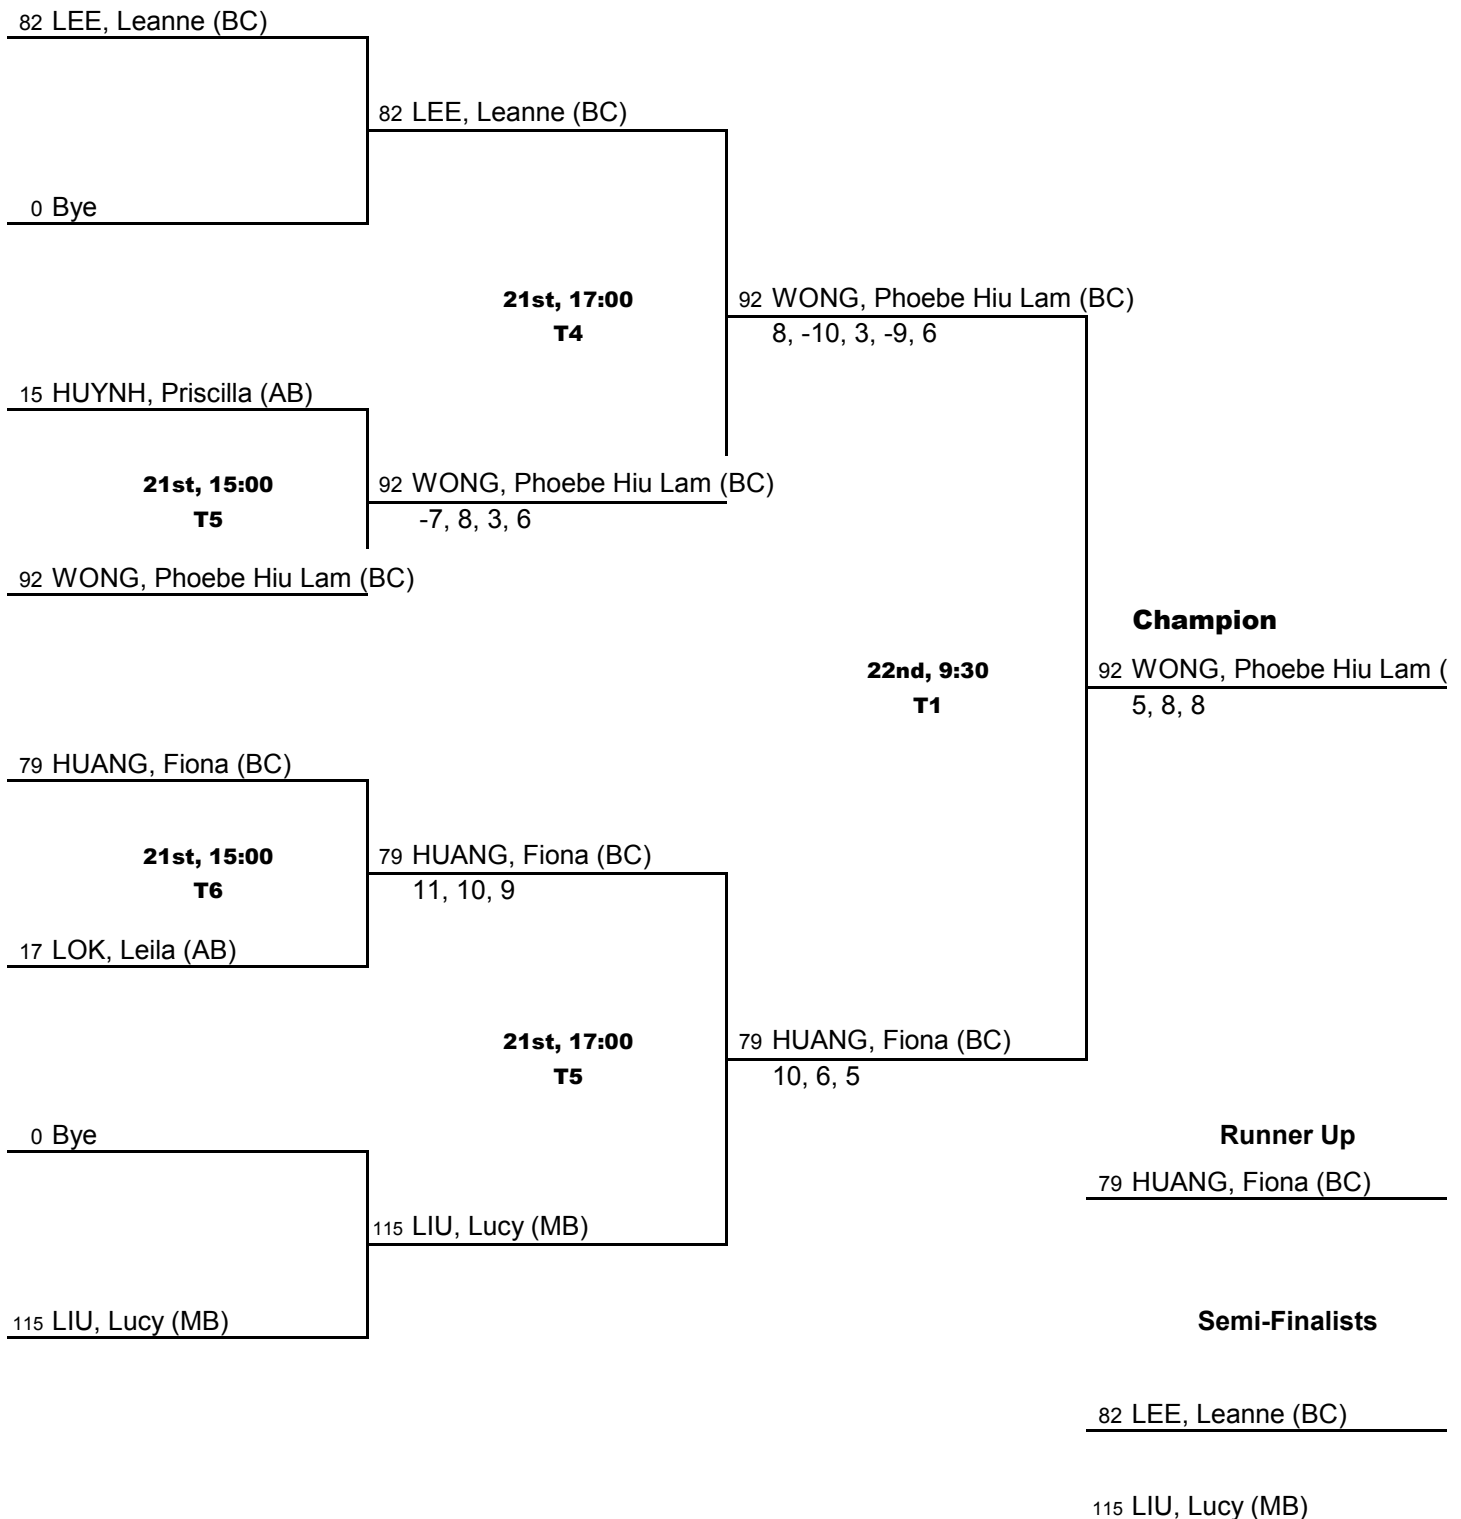 82 LEE, Leanne (BC)
82 LEE, Leanne (BC)
0 Bye
21st, 17:00
T4
92 WONG, Phoebe Hiu Lam (BC)
8, -10, 3, -9, 6
15 HUYNH, Priscilla (AB)
21st, 15:00
T5
92 WONG, Phoebe Hiu Lam (BC)
-7, 8, 3, 6
92 WONG, Phoebe Hiu Lam (BC)
Champion
22nd, 9:30
T1
92 WONG, Phoebe Hiu Lam (
5, 8, 8
79 HUANG, Fiona (BC)
21st, 15:00
T6
79 HUANG, Fiona (BC)
11, 10, 9
17 LOK, Leila (AB)
21st, 17:00
T5
79 HUANG, Fiona (BC)
10, 6, 5
0 Bye
Runner Up
79 HUANG, Fiona (BC)
115 LIU, Lucy (MB)
115 LIU, Lucy (MB)
Semi-Finalists
82 LEE, Leanne (BC)
115 LIU, Lucy (MB)